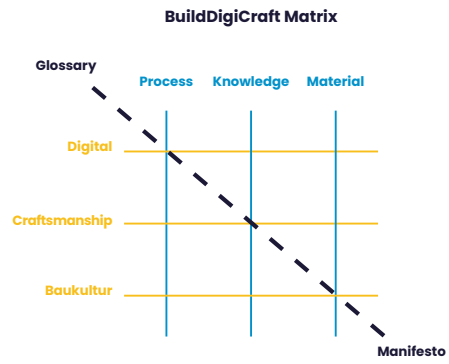 BuildDigiCraft Matrix
Glossary
Process Knowledge Material
Digital
Craftsmanship
Baukultur
Manifesto